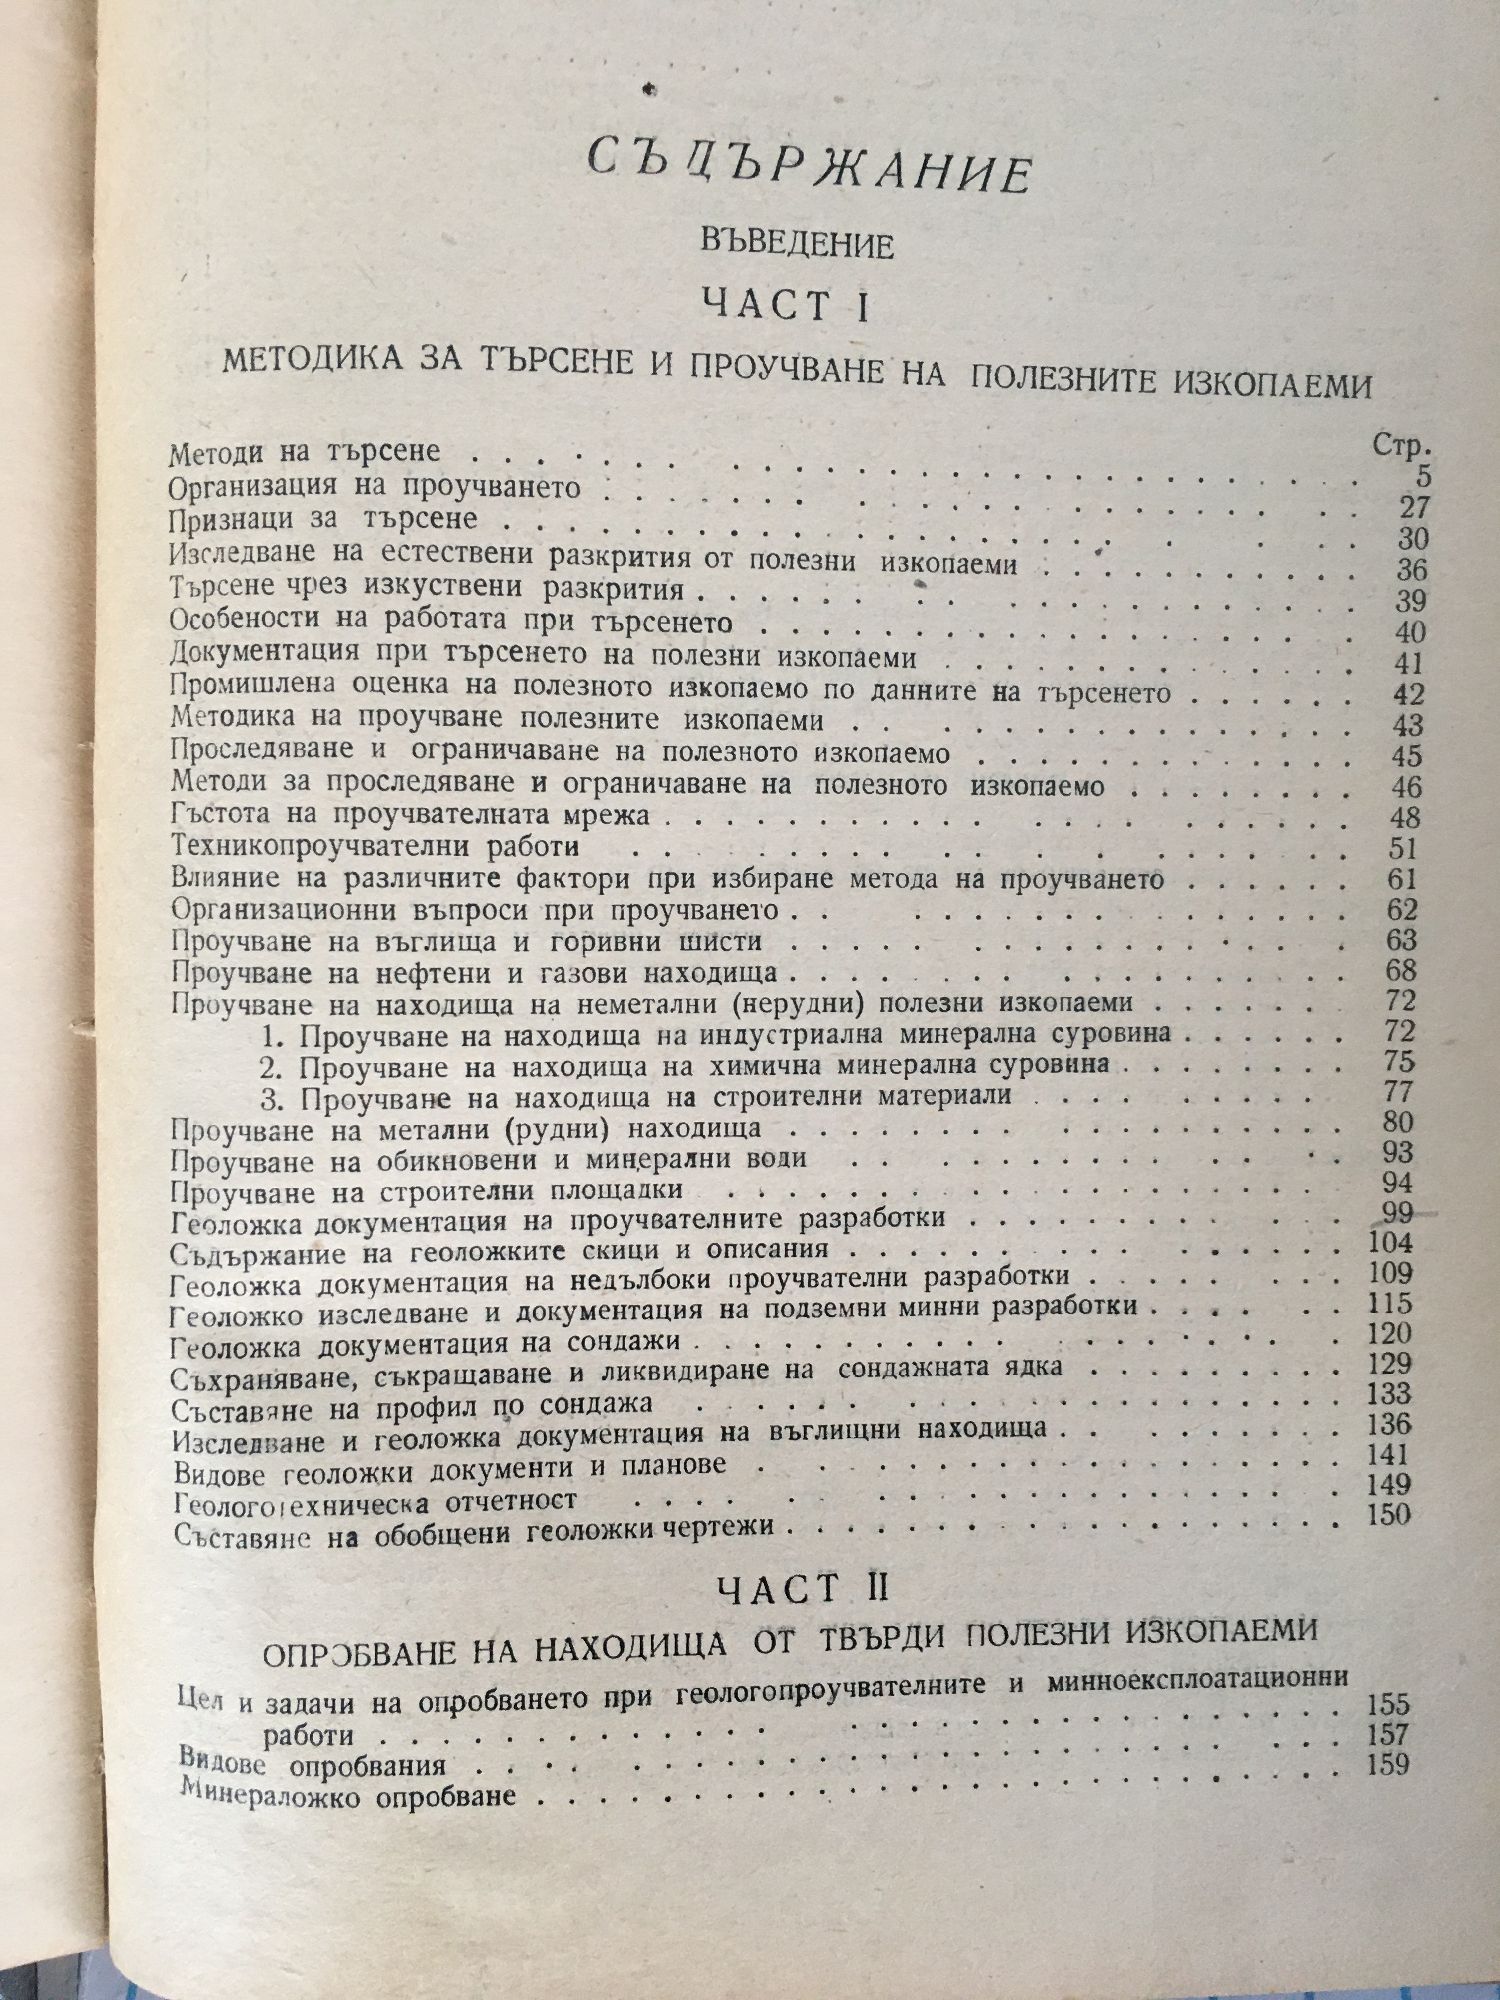 СЪДЪРЖАНИЕ
ВЪВЕДЕНИЕ
ЧАСТ I
МЕТОДИКА ЗА ТЪРСЕНЕ И ПРОУЧВАНЕ НА ПОЛЕЗНИТЕ ИЗКОПАЕМИ
Стр.
Методи на търсене . . . . . . . . . . 5
Организация на проучването . . . . . . . . . . 27
Признаци за търсене . . . . . . . . . . 30
Изследване на естествени разкрития от полезни изкопаеми . . . . . . . . . . 36
Търсене чрез изкуствени разкрития . . . . . . . . . . 39
Особености на работата при търсенето . . . . . . . . . . 40
Документация при търсенето на полезни изкопаеми . . . . . . . . . . 41
Промишлена оценка на полезното изкопаемо по данните на търсенето . . . . . . 42
Методика на проучване полезните изкопаеми . . . . . . . . . . 43
Проследяване и ограничаване на полезното изкопаемо . . . . . . . . . . 45
Методи за проследяване и ограничаване на полезното изкопаемо . . . . . . . . 46
Гъстота на проучвателната мрежа . . . . . . . . . . 48
Техникопроучвателни работи . . . . . . . . . . 51
Влияние на различните фактори при избиране метода на проучването . . . . . . 61
Организационни въпроси при проучването . . . . . . . . . . 62
Проучване на въглища и горивни шисти . . . . . . . . . . 63
Проучване на нефтени и газови находища . . . . . . . . . . 68
Проучване на находища на неметални (нерудни) полезни изкопаеми . . . . . . 72
1. Проучване на находища на индустриална минерална суровина . . . . . . 72
2. Проучване на находища на химична минерална суровина . . . . . . . . 75
3. Проучване на находища на строителни материали . . . . . . . . . 77
Проучване на метални (рудни) находища . . . . . . . . . . 80
Проучване на обикновени и минерални води . . . . . . . . . . 93
Проучване на строителни площадки . . . . . . . . . . 94
Геоложка документация на проучвателните разработки . . . . . . . . . . 99
Съдържание на геоложките скици и описания . . . . . . . . . . 104
Геоложка документация на недълбоки проучвателни разработки . . . . . . . . 109
Геоложко изследване и документация на подземни минни разработки . . . . . . 115
Геоложка документация на сондажи . . . . . . . . . . 120
Съхраняване, съкращаване и ликвидиране на сондажната ядка . . . . . . . . . 129
Съставяне на профил по сондажа . . . . . . . . . . 133
Изследване и геоложка документация на въглищни находища . . . . . . . . . 136
Видове геоложки документи и планове . . . . . . . . . . 141
Геологотехническа отчетност . . . . . . . . . . 149
Съставяне на обобщени геоложки чертежи . . . . . . . . . . 150
ЧАСТ II
ОПРОБВАНЕ НА НАХОДИЩА ОТ ТВЪРДИ ПОЛЕЗНИ ИЗКОПАЕМИ
Цел и задачи на опробването при геологопроучвателните и минноексплоатационни
работи . . . . . . . . . . 155
Видове опробвания . . . . . . . . . . 157
Минераложко опробване . . . . . . . . . . 159